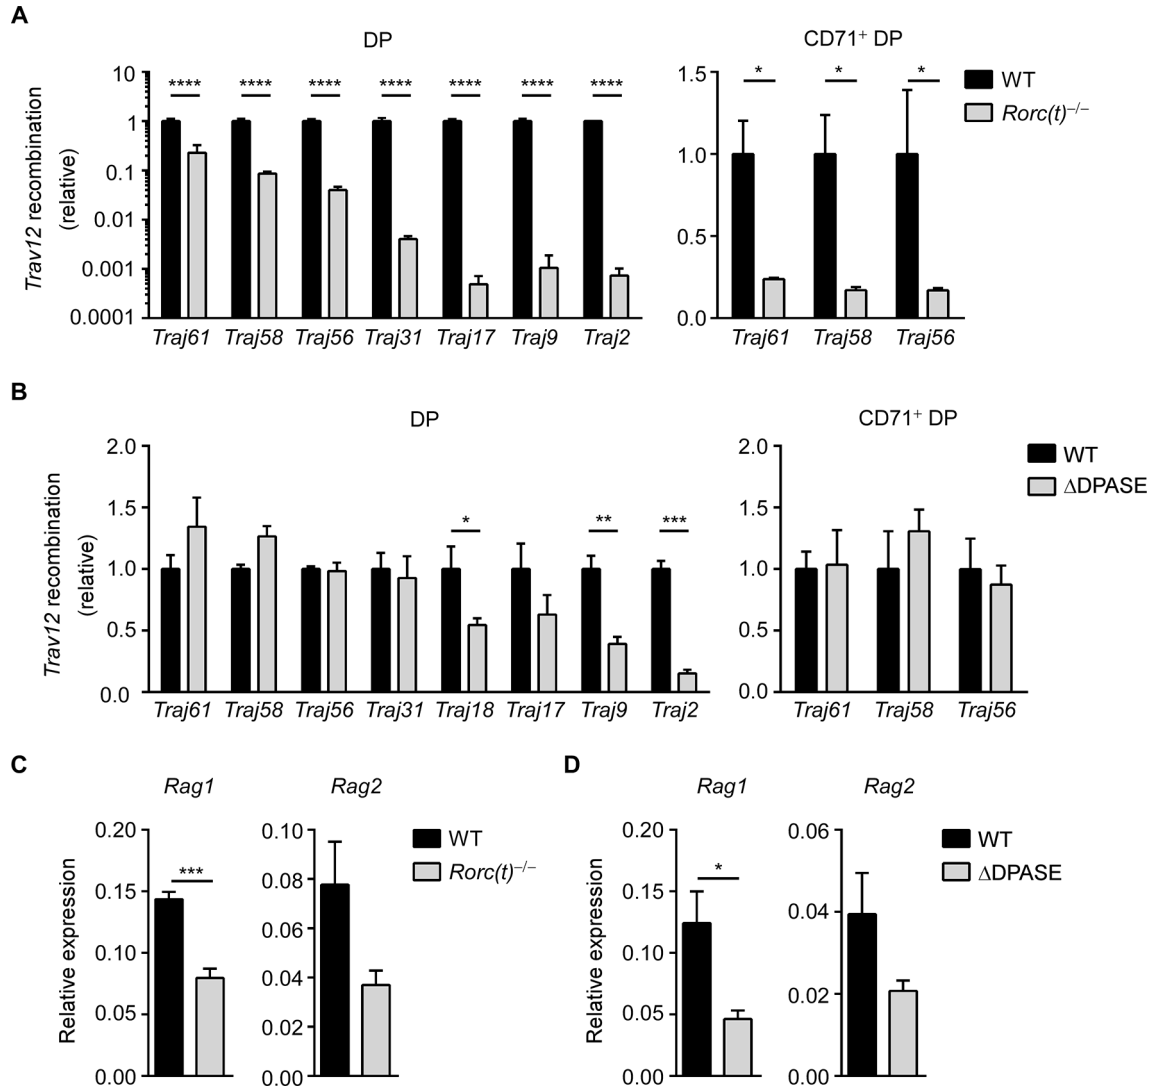 A
DP
CD71+ DP
**** **** **** **** **** **** ****
* * *
WT
Rorc(t)−/−
Trav12 recombination
(relative)
10
1
0.1
0.01
0.001
0.0001
Traj61 Traj58 Traj56 Traj31 Traj17 Traj9 Traj2
1.5
1.0
0.5
0.0
Traj61 Traj58 Traj56
B
DP
CD71+ DP
* ** ***
WT
ΔDPASE
Trav12 recombination
(relative)
2.0
1.5
1.0
0.5
0.0
Traj61 Traj58 Traj56 Traj31 Traj18 Traj17 Traj9 Traj2
2.0
1.5
1.0
0.5
0.0
Traj61 Traj58 Traj56
C
Rag1
Rag2
WT
Rorc(t)−/−
Relative expression
0.20
0.15
0.10
0.05
0.00
***
0.10
0.08
0.06
0.04
0.02
0.00
D
Rag1
Rag2
WT
ΔDPASE
Relative expression
0.20
0.15
0.10
0.05
0.00
*
0.06
0.04
0.02
0.00